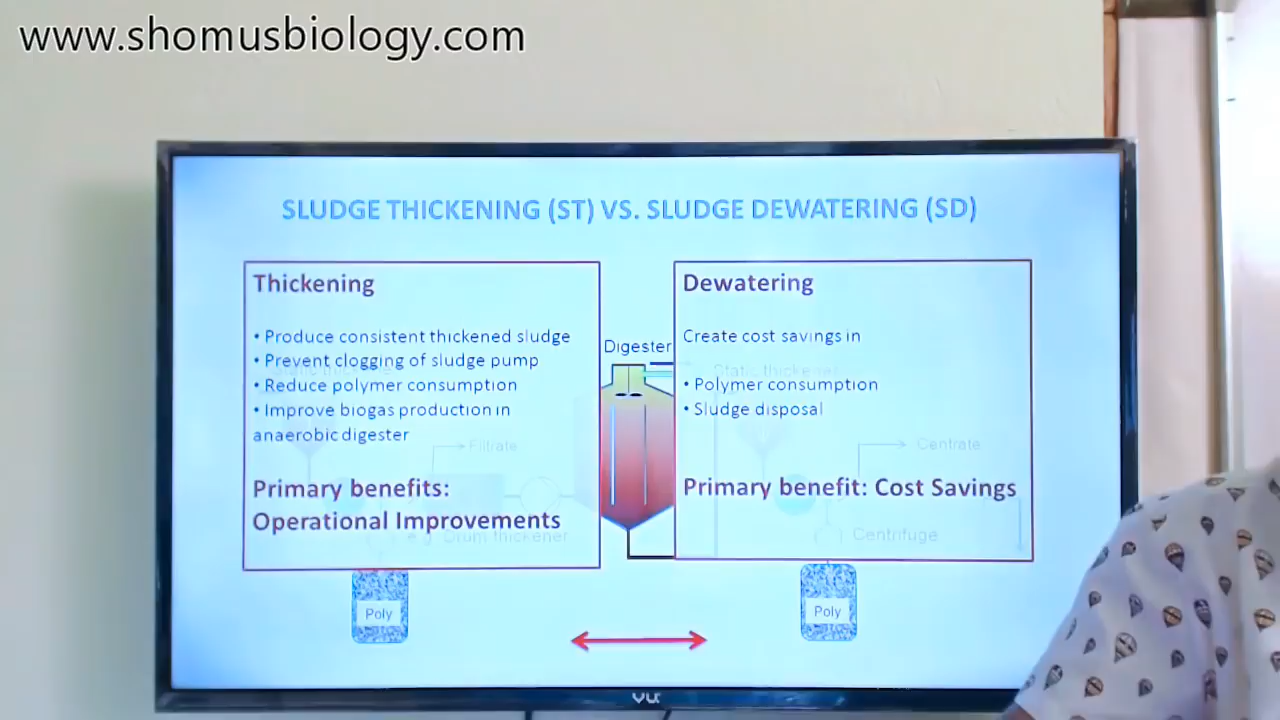 www.shomusbiology.com
SLUDGE THICKENING (ST) VS. SLUDGE DEWATERING (SD)
Thickening
• Produce consistent thickened sludge
• Prevent clogging of sludge pump
• Reduce polymer consumption
• Improve biogas production in
anaerobic digester
Primary benefits:
Operational Improvements
Filtrate
Drum thickener
Poly
Digester
Dewatering
Create cost savings in
Static thickener
• Polymer consumption
• Sludge disposal
Centrate
Primary benefit: Cost Savings
Centrifuge
Poly
VU